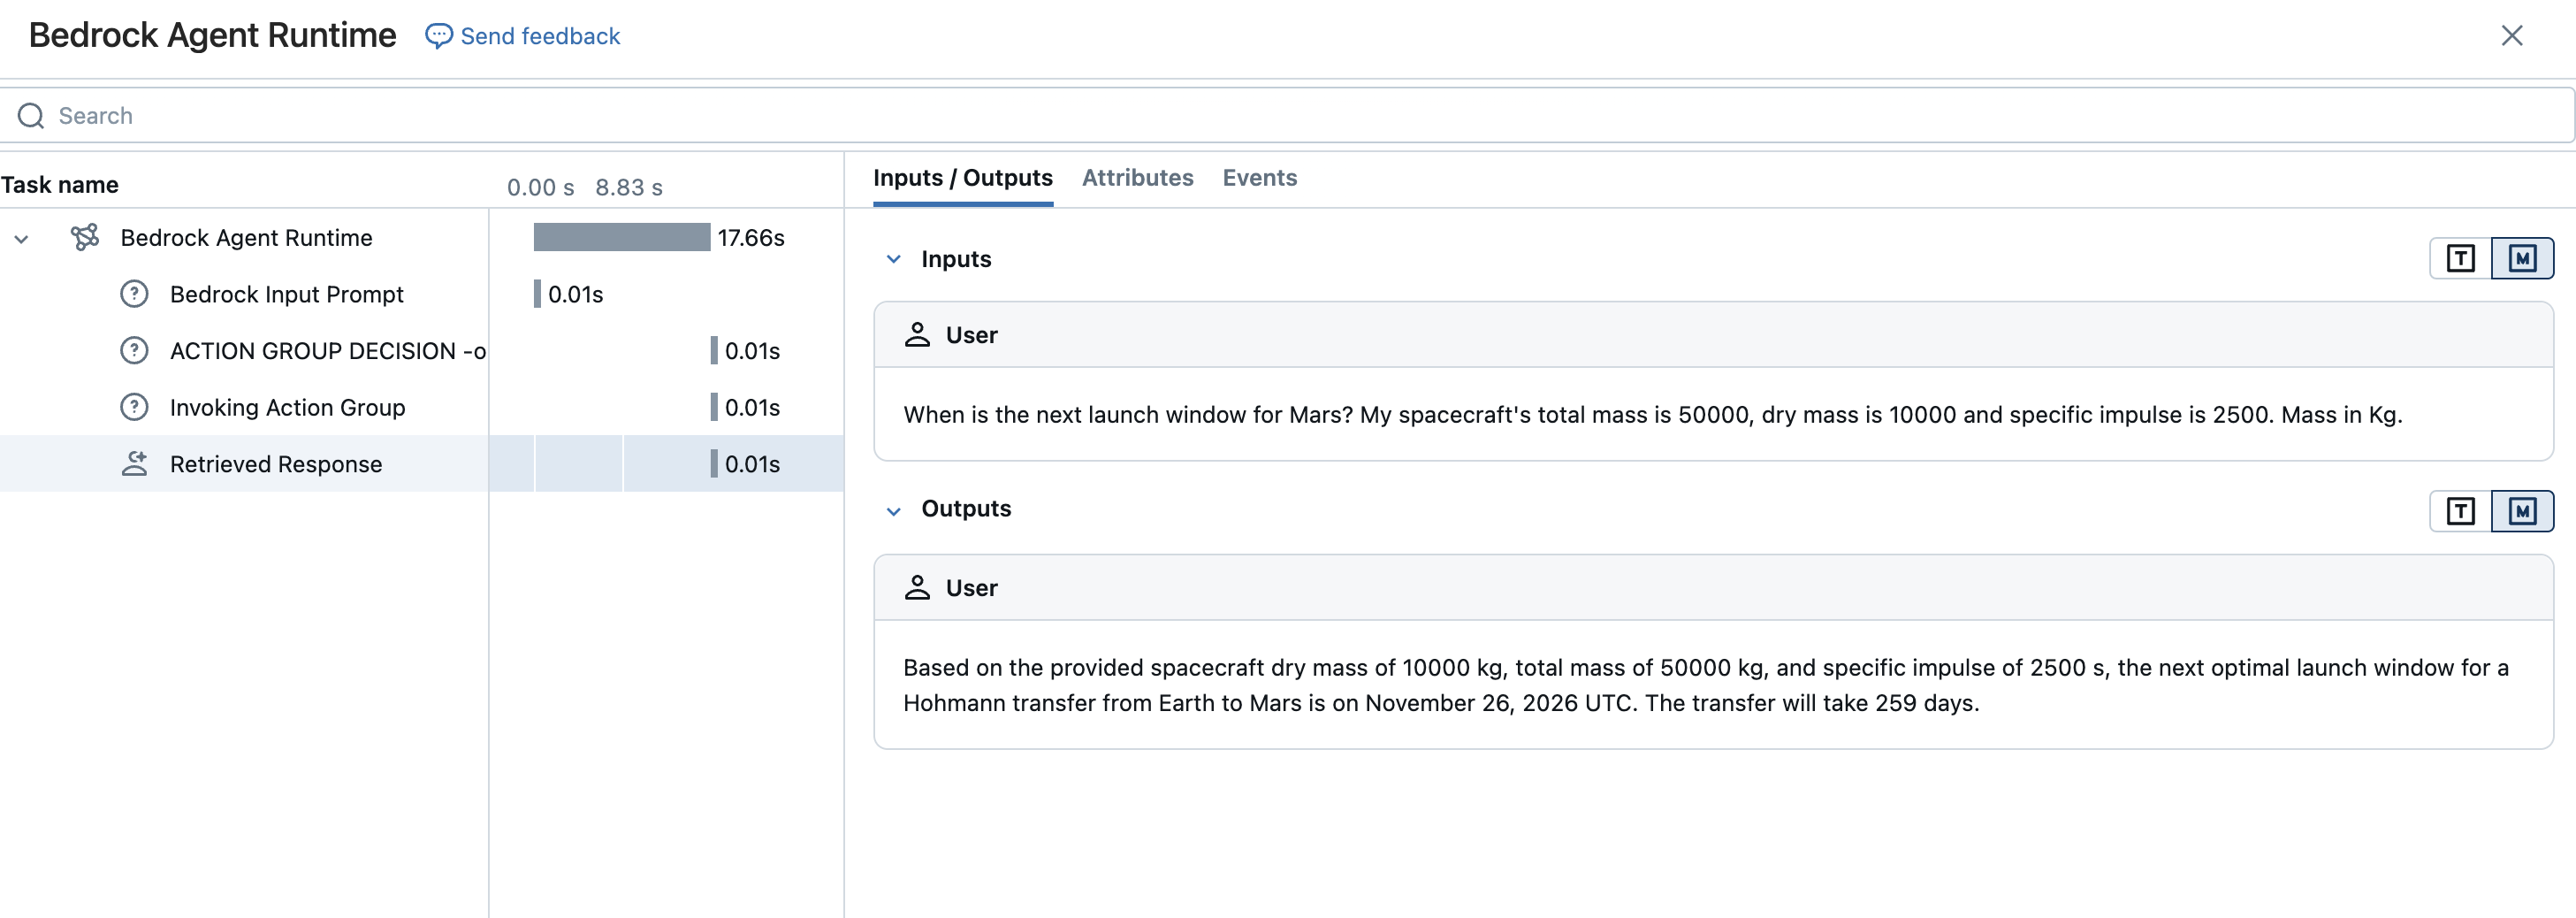 Bedrock Agent Runtime Send feedback
Search
Task name 0.00 s 8.83 s
Bedrock Agent Runtime 17.66s
Bedrock Input Prompt 0.01s
ACTION GROUP DECISION -o 0.01s
Invoking Action Group 0.01s
Retrieved Response 0.01s
Inputs / Outputs Attributes Events
Inputs T M
User
When is the next launch window for Mars? My spacecraft's total mass is 50000, dry mass is 10000 and specific impulse is 2500. Mass in Kg.
Outputs T M
User
Based on the provided spacecraft dry mass of 10000 kg, total mass of 50000 kg, and specific impulse of 2500 s, the next optimal launch window for a
Hohmann transfer from Earth to Mars is on November 26, 2026 UTC. The transfer will take 259 days.